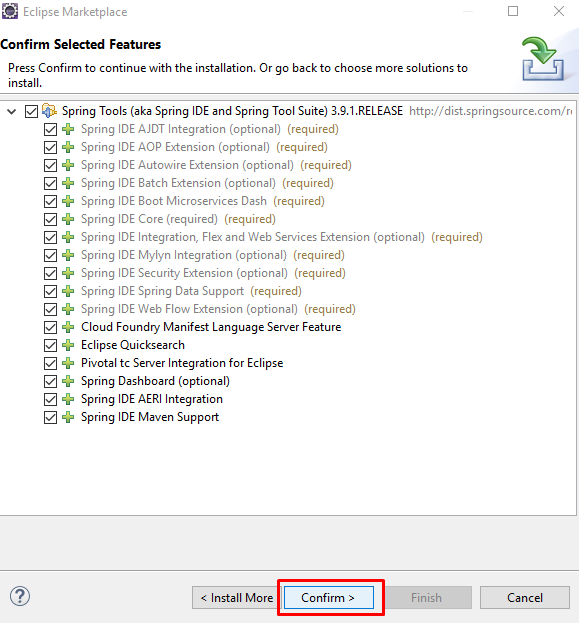 Eclipse Marketplace
Confirm Selected Features
Press Confirm to continue with the installation. Or go back to choose more solutions to
install.
Spring Tools (aka Spring IDE and Spring Tool Suite) 3.9.1.RELEASE http://dist.springsource.com/r
Spring IDE AJDT Integration (optional) (required)
Spring IDE AOP Extension (optional) (required)
Spring IDE Autowire Extension (optional) (required)
Spring IDE Batch Extension (optional) (required)
Spring IDE Boot Microservices Dash (required)
Spring IDE Core (required) (required)
Spring IDE Integration, Flex and Web Services Extension (optional) (required)
Spring IDE Mylyn Integration (optional) (required)
Spring IDE Security Extension (optional) (required)
Spring IDE Spring Data Support (required)
Spring IDE Web Flow Extension (optional) (required)
Cloud Foundry Manifest Language Server Feature
Eclipse Quicksearch
Pivotal tc Server Integration for Eclipse
Spring Dashboard (optional)
Spring IDE AERI Integration
Spring IDE Maven Support
? < Install More Confirm > Finish Cancel